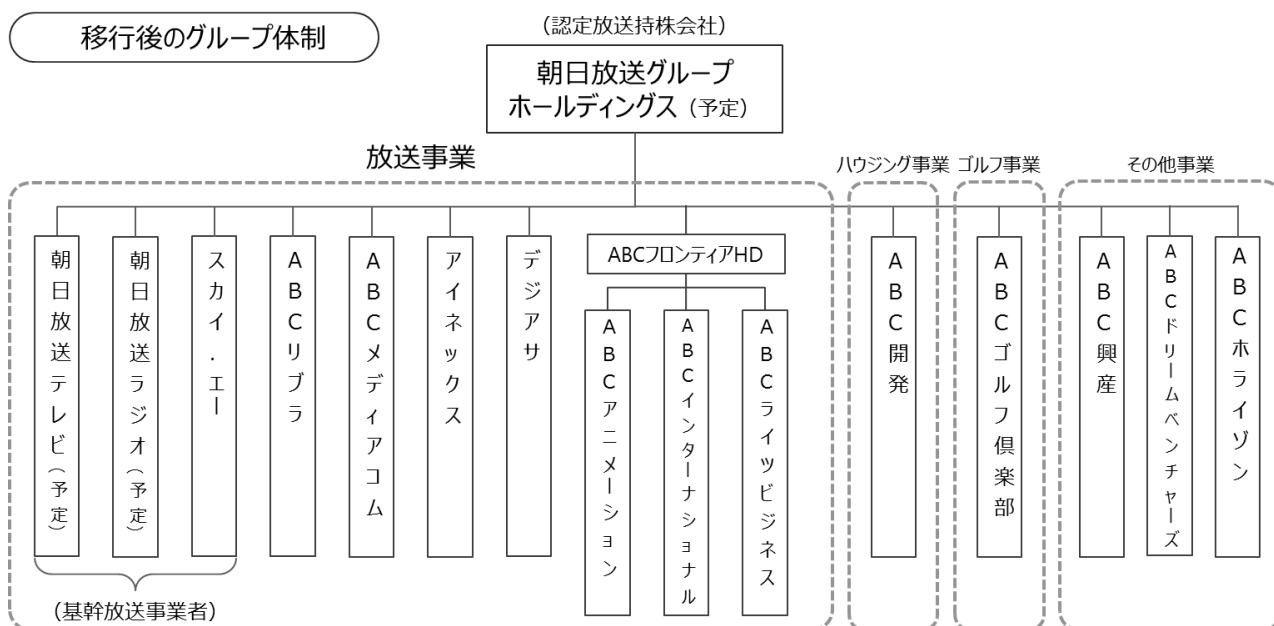 移行後のグループ体制
(認定放送持株会社)
朝日放送グループ
ホールディングス（予定）
放送事業
ハウジング事業
ゴルフ事業
その他事業
朝日放送テレビ（予定）
朝日放送ラジオ（予定）
スカイ．エー
ABCリブラ
ABCメディアコム
アイネックス
デジアサ
ABCフロンティアHD
ABCアニメーション
ABCインターナショナル
ABCライツビジネス
ABC開発
ABCゴルフ倶楽部
ABC興産
ABCドリームベンチャーズ
ABCホライゾン
(基幹放送事業者)